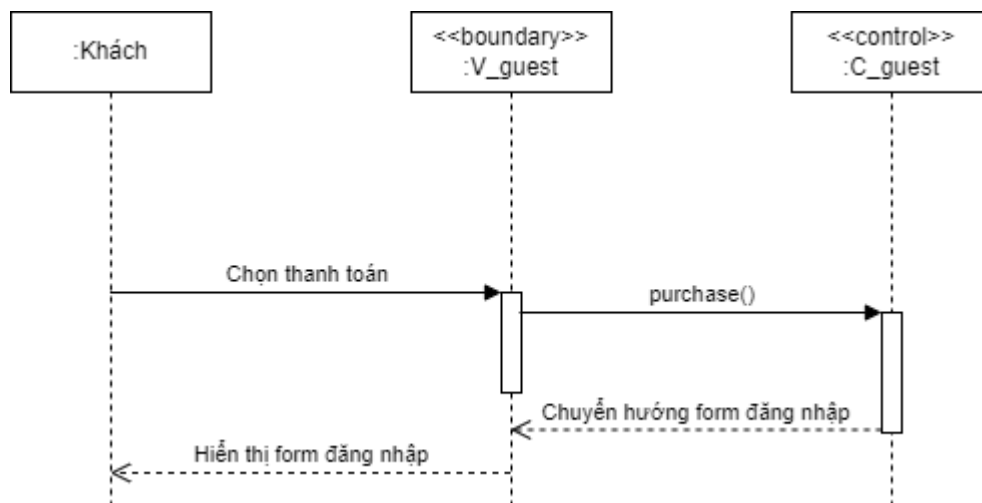 :Khách
<<boundary>>
:V_guest
<<control>>
:C_guest
Chọn thanh toán
purchase()
Chuyển hướng form đăng nhập
Hiển thị form đăng nhập